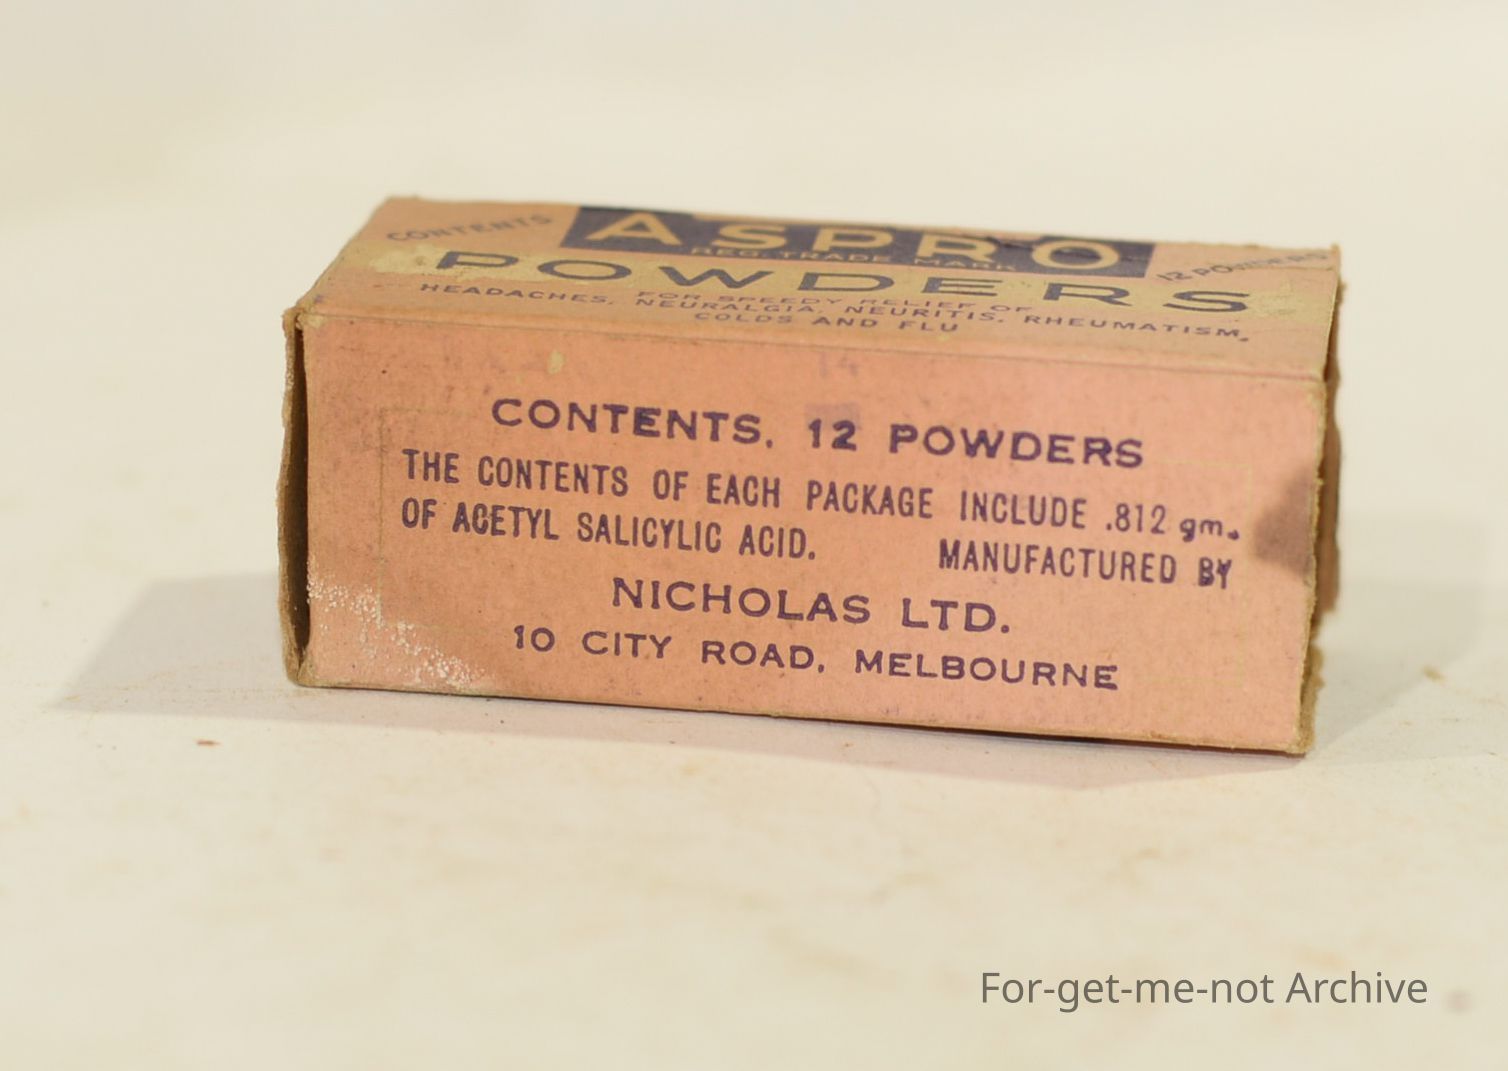 CONTENTS
ASPRO
REG. TRADE MARK
12 POWDERS
POWDERS
FOR SPEEDY RELIEF OF
HEADACHES, NEURALGIA, NEURITIS, RHEUMATISM,
COLDS AND FLU
CONTENTS. 12 POWDERS
THE CONTENTS OF EACH PACKAGE INCLUDE .812 gm.
OF ACETYL SALICYLIC ACID. MANUFACTURED BY
NICHOLAS LTD.
10 CITY ROAD, MELBOURNE
For-get-me-not Archive